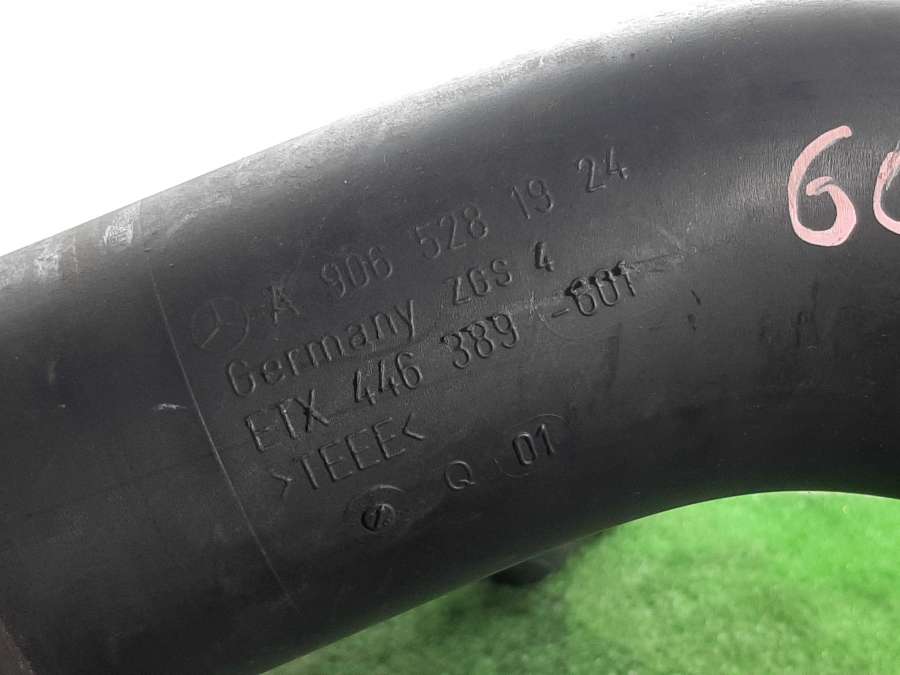 A 906 528 19 24
Germany ZGS 4
ETX 446 389 -601
>TEEE<
Q 01